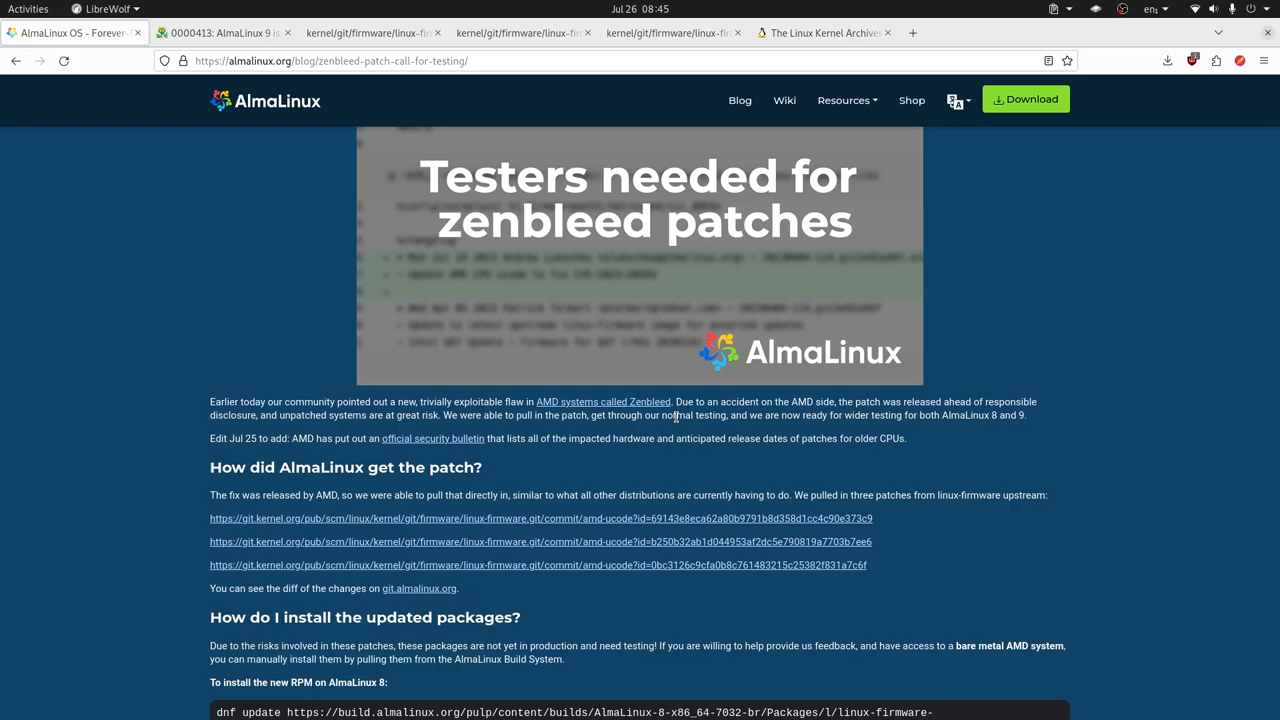 Activities
LibreWolf
Jul 26 08:45
en1
AlmaLinux OS - Forever-
0000413: AlmaLinux 9 is
kernel/git/firmware/linux-fir
kernel/git/firmware/linux-fir
kernel/git/firmware/linux-fir
The Linux Kernel Archives
https://almalinux.org/blog/zenbleed-patch-call-for-testing/
1
AlmaLinux
Blog
Wiki
Resources
Shop
Download
Testers needed for
zenbleed patches
AlmaLinux
Earlier today our community pointed out a new, trivially exploitable flaw in AMD systems called Zenbleed. Due to an accident on the AMD side, the patch was released ahead of responsible
disclosure, and unpatched systems are at great risk. We were able to pull in the patch, get through our normal testing, and we are now ready for wider testing for both AlmaLinux 8 and 9.
Edit Jul 25 to add: AMD has put out an official security bulletin that lists all of the impacted hardware and anticipated release dates of patches for older CPUs.
How did AlmaLinux get the patch?
The fix was released by AMD, so we were able to pull that directly in, similar to what all other distributions are currently having to do. We pulled in three patches from linux-firmware upstream:
https://git.kernel.org/pub/scm/linux/kernel/git/firmware/linux-firmware.git/commit/amd-ucode?id=69143e8eca62a80b9791b8d358d1cc4c90e373c9
https://git.kernel.org/pub/scm/linux/kernel/git/firmware/linux-firmware.git/commit/amd-ucode?id=b250b32ab1d044953af2dc5e790819a7703b7ee6
https://git.kernel.org/pub/scm/linux/kernel/git/firmware/linux-firmware.git/commit/amd-ucode?id=0bc3126c9cfa0b8c761483215c25382f831a7c6f
You can see the diff of the changes on git.almalinux.org.
How do I install the updated packages?
Due to the risks involved in these patches, these packages are not yet in production and need testing! If you are willing to help provide us feedback, and have access to a bare metal AMD system,
you can manually install them by pulling them from the AlmaLinux Build System.
To install the new RPM on AlmaLinux 8:
dnf update https://build.almalinux.org/pulp/content/builds/AlmaLinux-8-x86_64-7032-br/Packages/l/linux-firmware-